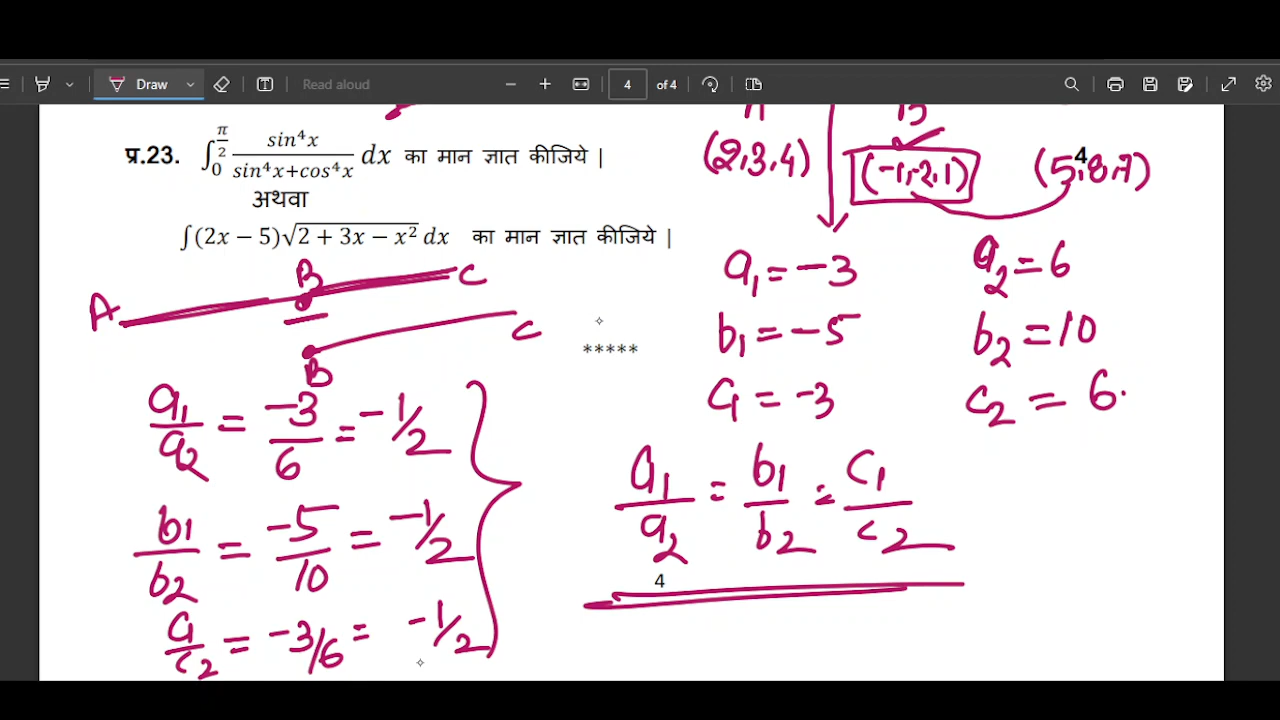 Draw
Read aloud
4 of 4
प्र.23. ∫₀^(π/2) sin⁴x / (sin⁴x+cos⁴x) dx का मान ज्ञात कीजिये |
अथवा
∫(2x − 5)√(2 + 3x − x²) dx का मान ज्ञात कीजिये |
*****
A B C
B C
a₁/a₂ = -3/6 = -1/2
b₁/b₂ = -5/10 = -1/2
c₁/c₂ = -3/6 = -1/2
(2,3,4) (-1,-2,1) (5,8,7)
4
a₁ = -3 a₂ = 6
b₁ = -5 b₂ = 10
c₁ = -3 c₂ = 6.
a₁/a₂ = b₁/b₂ = c₁/c₂
4